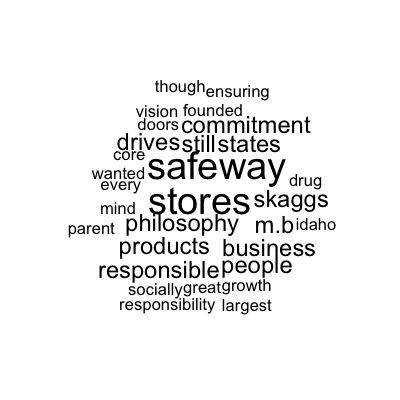 though ensuring
vision founded
doors commitment
drives still states
core safeway
wanted drug
every stores skaggs
mind
parent philosophy m.b idaho
products business
responsible people
socially great growth
responsibility largest